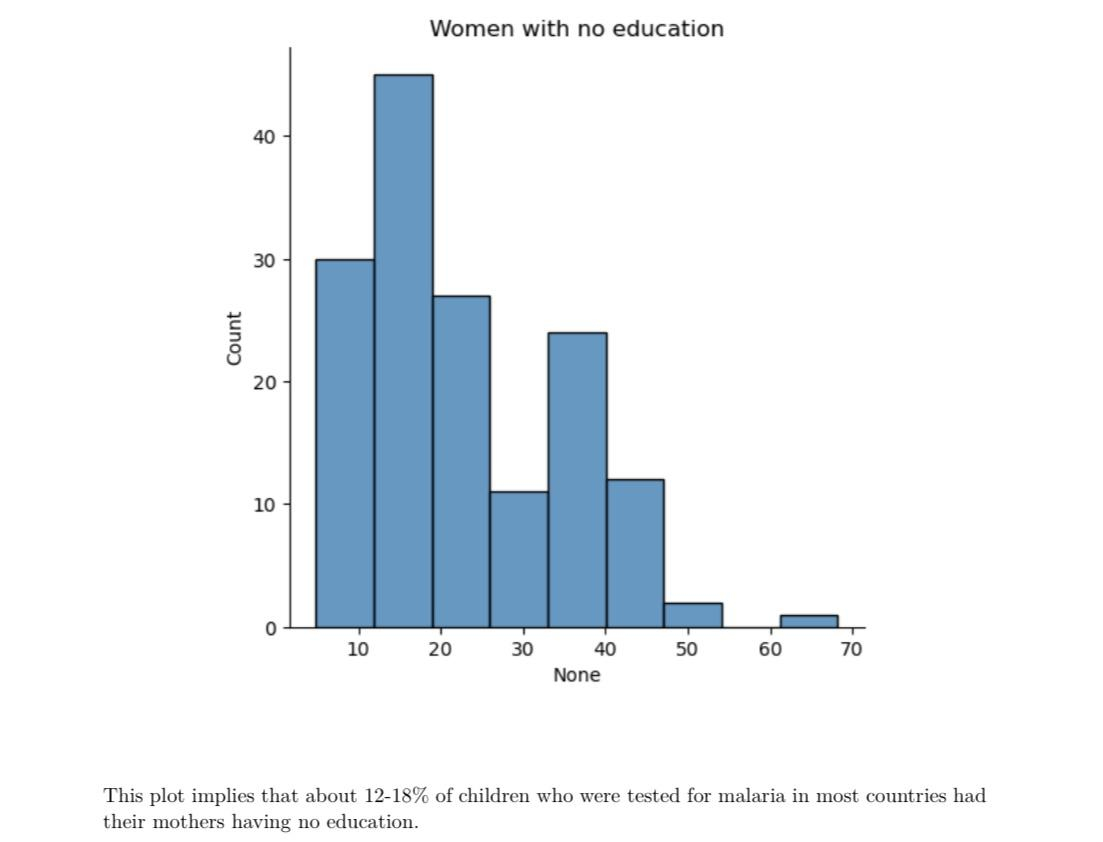 Women with no education
40
30
20
10
0
Count
10 20 30 40 50 60 70
None
This plot implies that about 12-18% of children who were tested for malaria in most countries had
their mothers having no education.